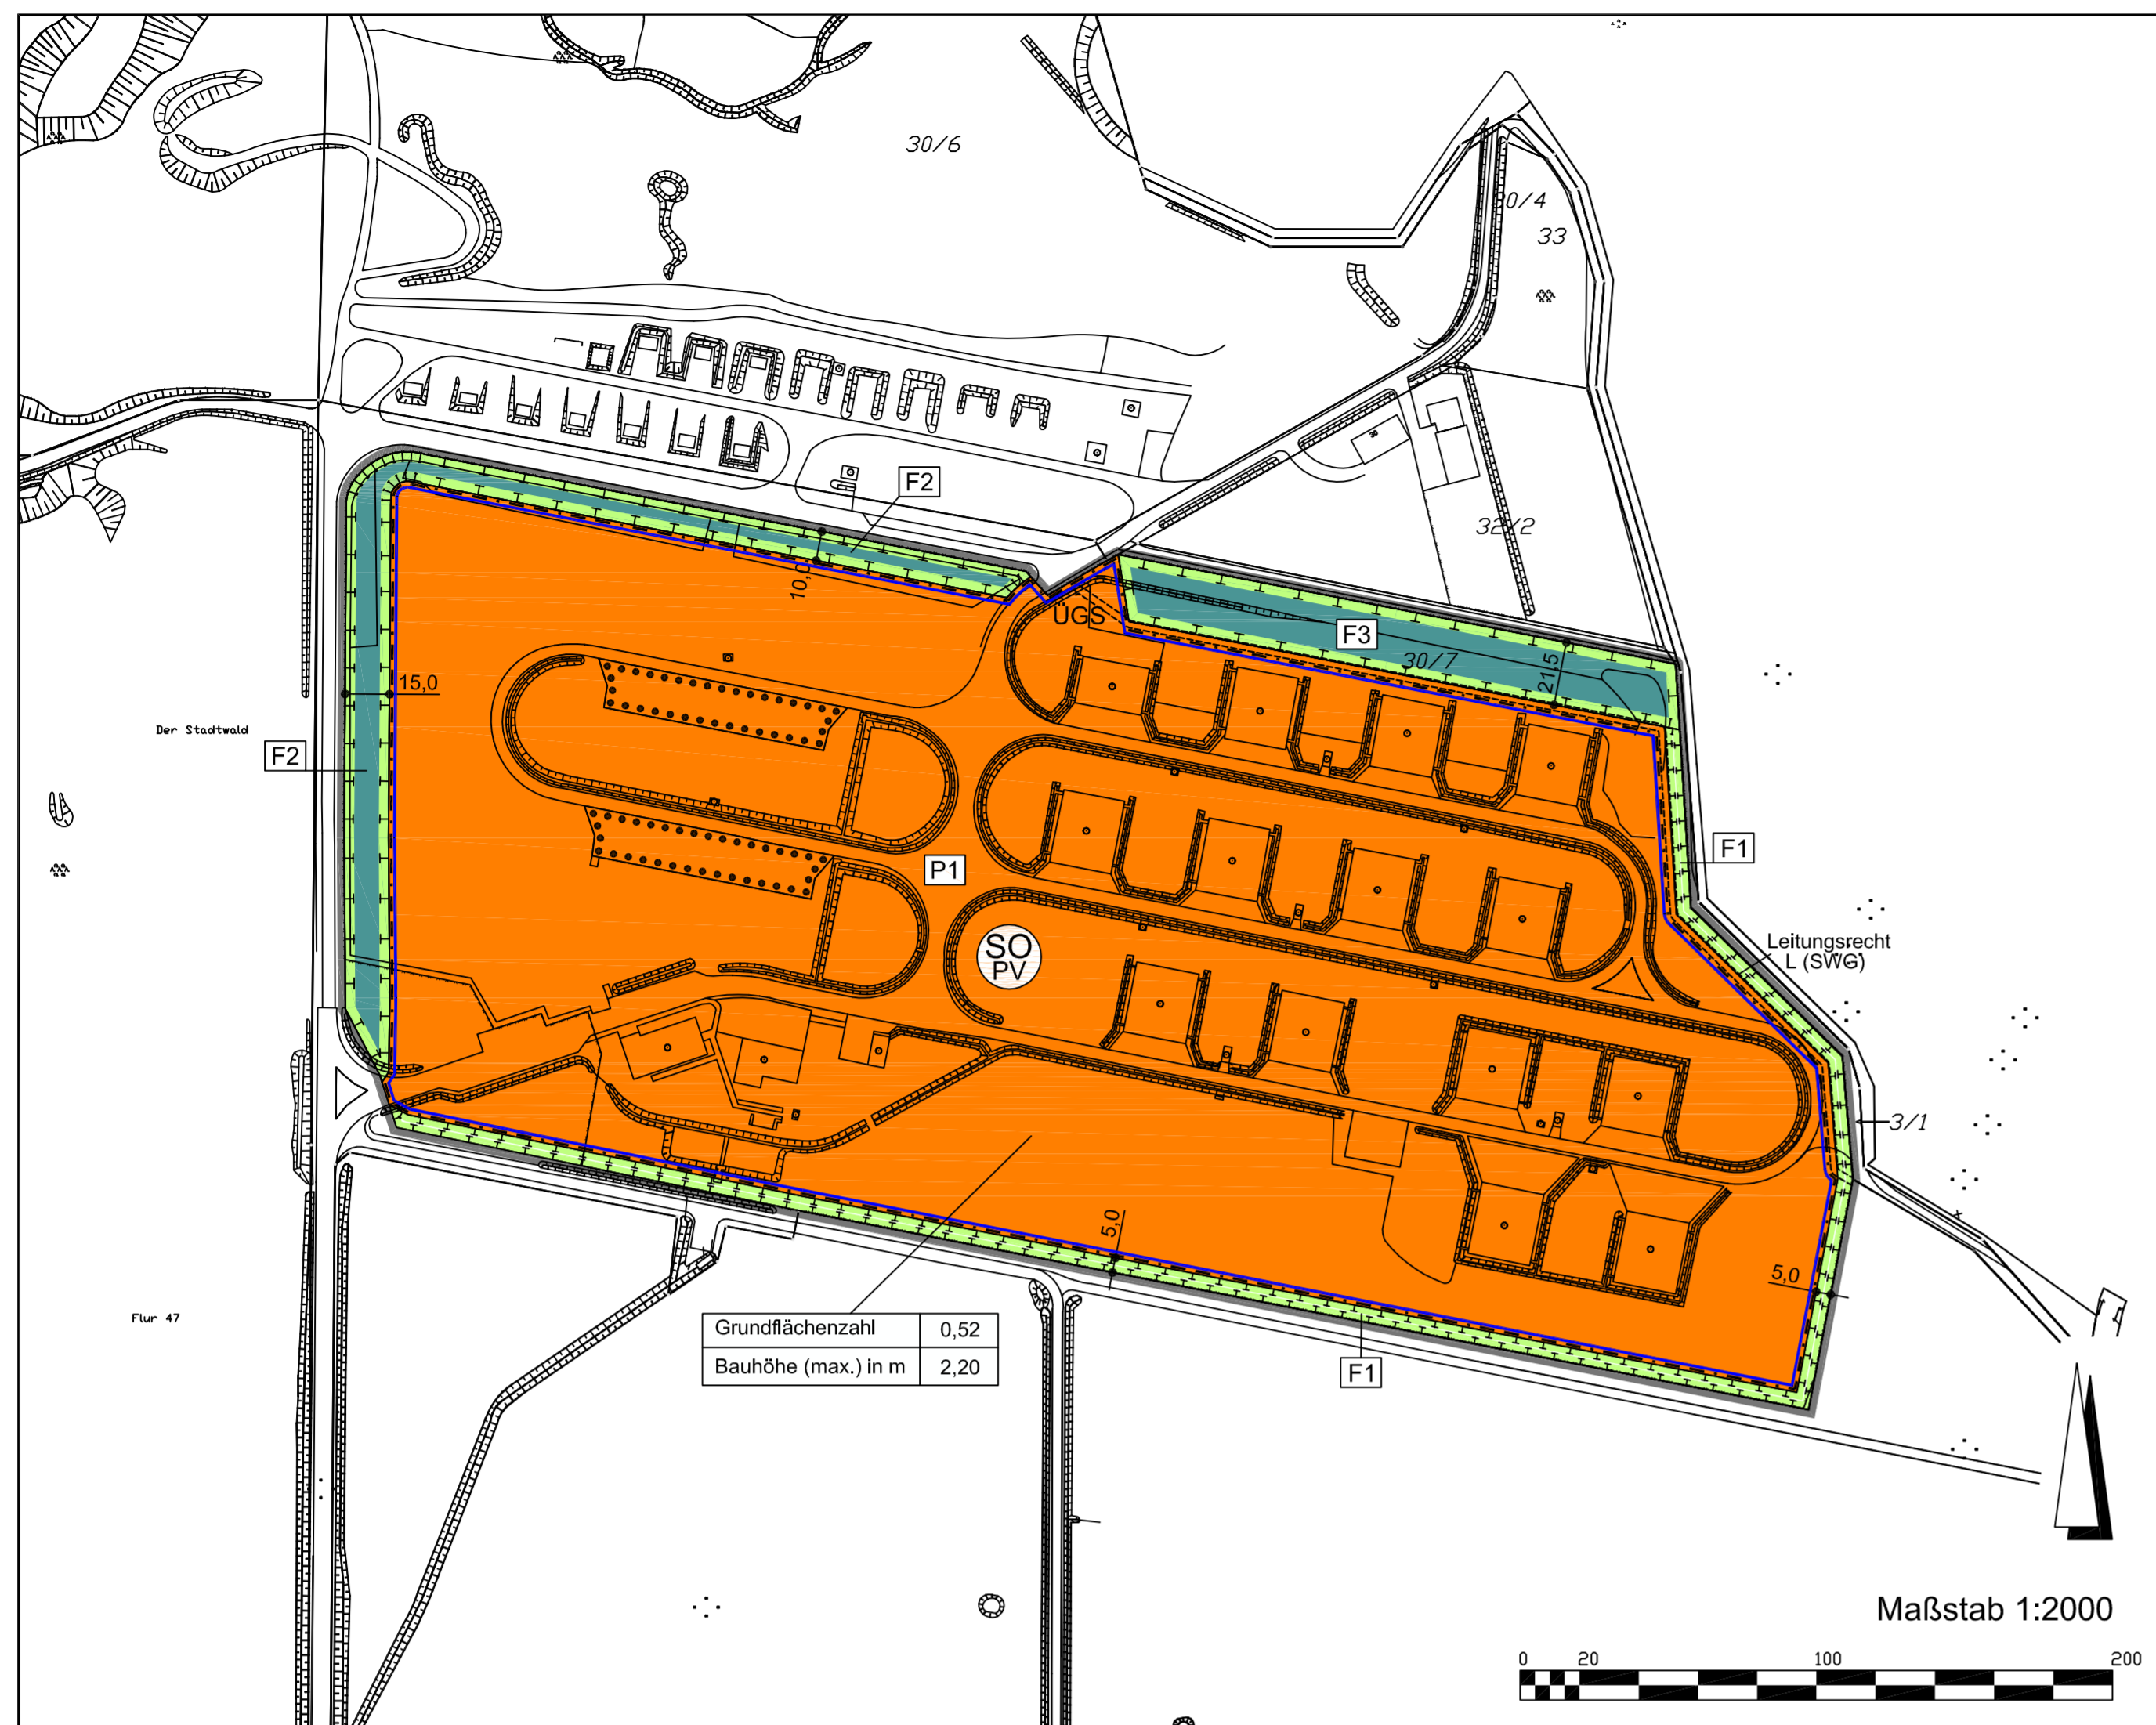 30/6
33
F2
32/2
10,0
ÜGS
F3
30/7
21,5
15,0
Der Stadtwald
F2
F1
P1
SO
PV
Leitungsrecht
L (SWG)
3/1
5,0
5,0
Flur 47
Grundflächenzahl 0,52
Bauhöhe (max.) in m 2,20
F1
Maßstab 1:2000
0 20 100 200